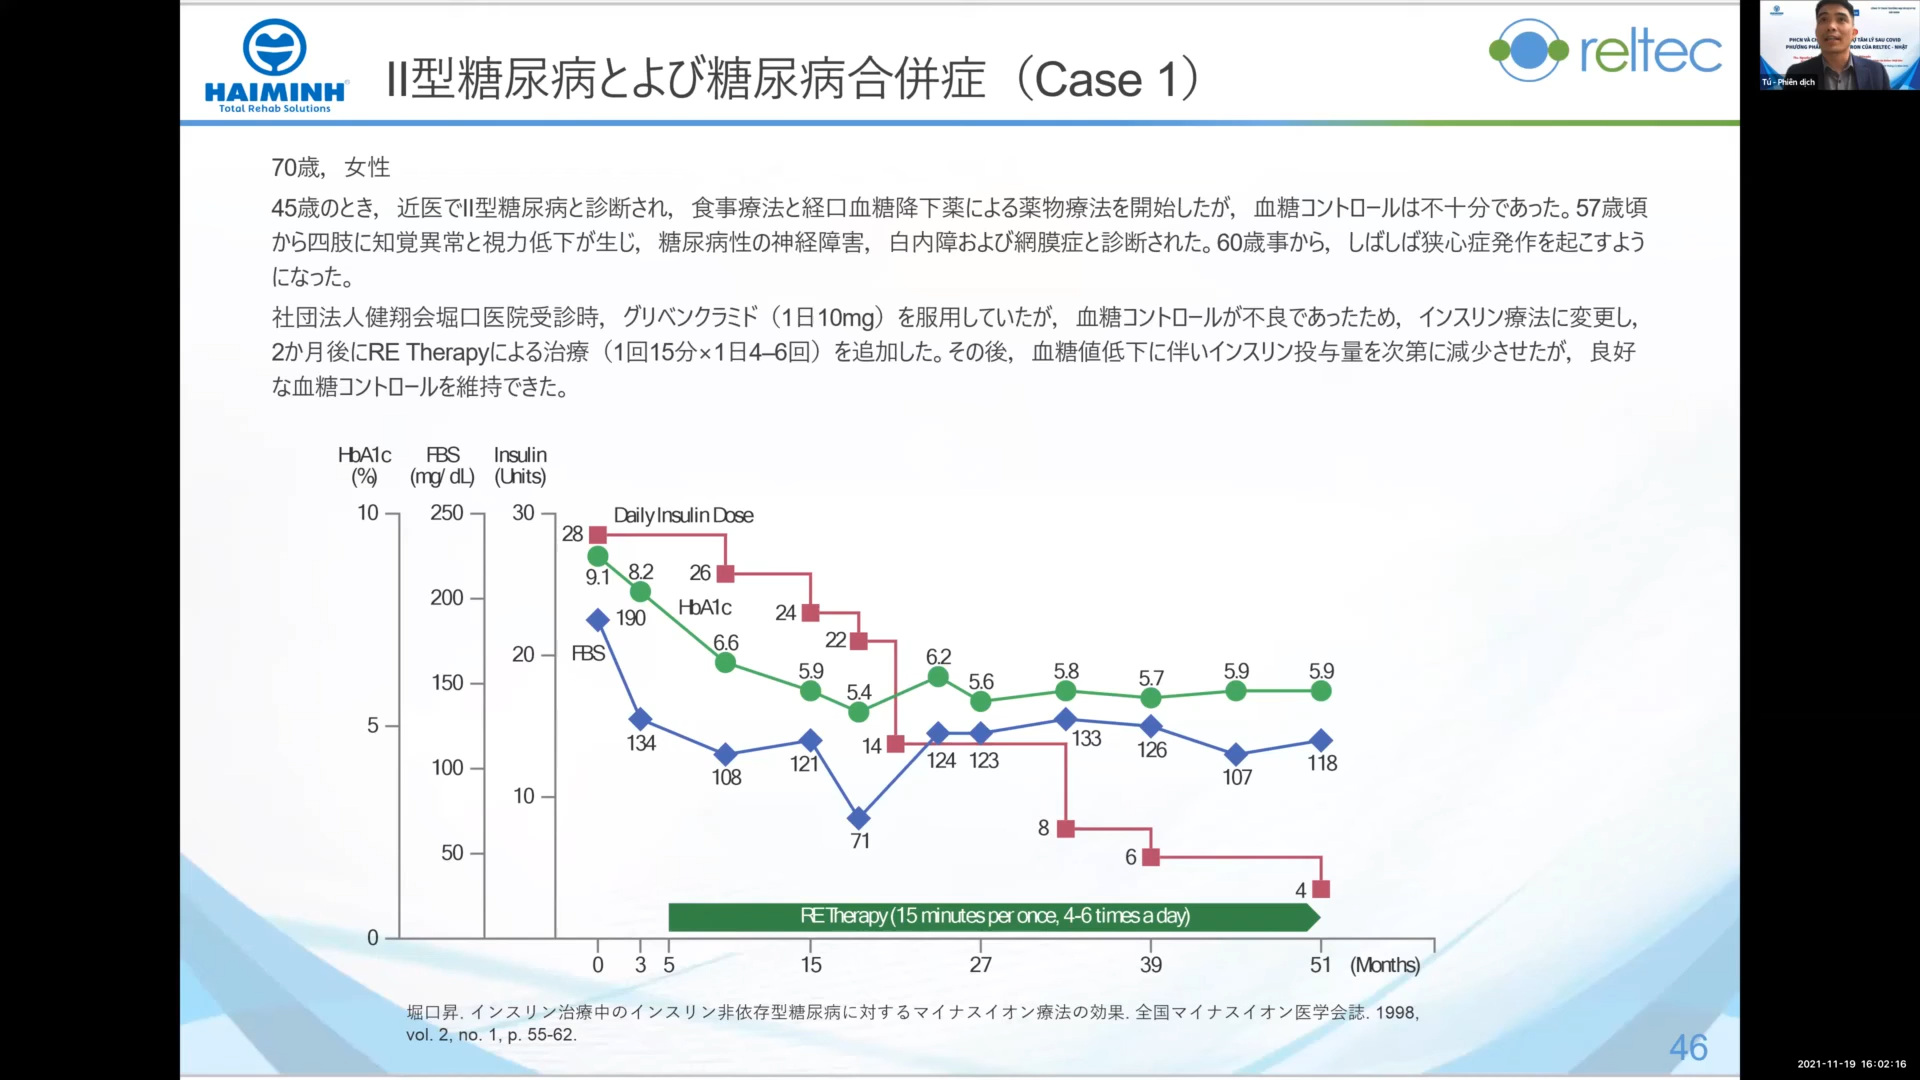 HAIMINH
Total Rehab Solutions
II型糖尿病とよび糖尿病合併症（Case 1）
reltec
70歳，女性
45歳のとき，近医でII型糖尿病と診断され，食事療法と経口血糖降下薬による薬物療法を開始したが，血糖コントロールは不十分であった。57歳頃
から四肢に知覚異常と視力低下が生じ，糖尿病性の神経障害，白内障および網膜症と診断された。60歳事から，しばしば狭心症発作を起こすよう
になった。
社団法人健翔会堀口医院受診時，グリベンクラミド（1日10mg）を服用していたが，血糖コントロールが不良であったため，インスリン療法に変更し，
2か月後にRE Therapyによる治療（1回15分×1日4–6回）を追加した。その後，血糖値低下に伴いインスリン投与量を次第に減少させたが，良好
な血糖コントロールを維持できた。
HbA1c FBS Insulin
(%) (mg/ dL) (Units)
10 250 30
200
20
150
5
100
10
50
0
Daily Insulin Dose
28
26
24
22
14
8
6
4
HbA1c
9.1 8.2 6.6 5.9 5.4 6.2 5.6 5.8 5.7 5.9 5.9
FBS
190 134 108 121 71 124 123 133 126 107 118
RE Therapy (15 minutes per once, 4-6 times a day)
0 3 5 15 27 39 51 (Months)
堀口昇. インスリン治療中のインスリン非依存型糖尿病に対するマイナスイオン療法の効果. 全国マイナスイオン医学会誌. 1998,
vol. 2, no. 1, p. 55-62.
46
Tú - Phiên dịch
2021-11-19 16:02:16